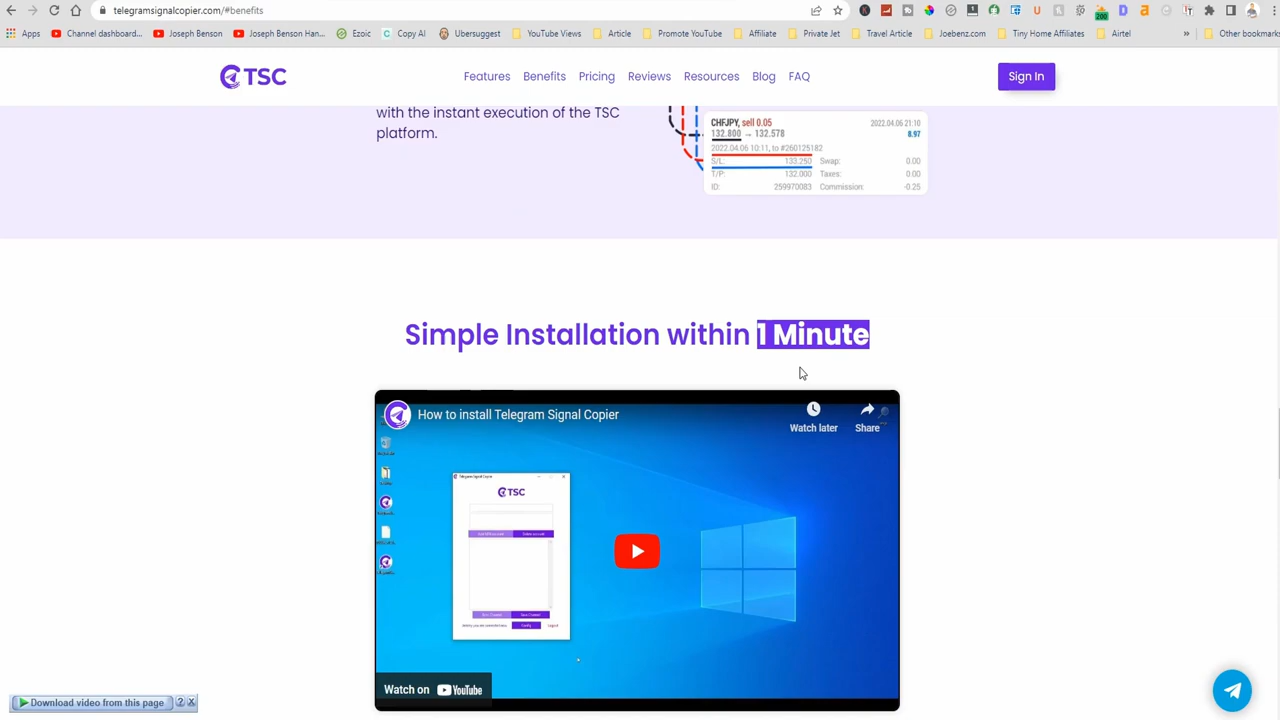 telegramsignalcopier.com/#benefits
Apps
Channel dashboard...
Joseph Benson
Joseph Benson Han...
Ezoic
Copy AI
Ubersuggest
YouTube Views
Article
Promote YouTube
Affiliate
Private Jet
Travel Article
Joebenz.com
Tiny Home Affiliates
Airtel
»
Other bookmarks
200
TSC
Features
Benefits
Pricing
Reviews
Resources
Blog
FAQ
Sign In
with the instant execution of the TSC
platform.
CHFJPY, sell 0.05 2022.04.06 21:10
132.800 → 132.578 8.97
2022.04.06 10:11, to #260125182
S/L: 133.250 Swap: 0.00
T/P: 132.000 Taxes: 0.00
ID: 259970083 Commission: -0.25
Simple Installation within 1 Minute
How to install Telegram Signal Copier
Watch later
Share
Telegram Signal Copier
TSC
Watch on YouTube
Download video from this page ? X